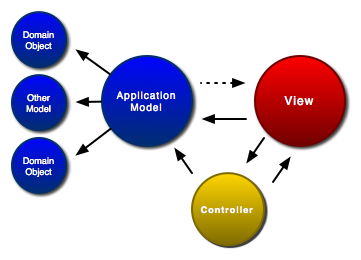 Domain
Object
Other
Model
Domain
Object
Application
Model
View
Controller